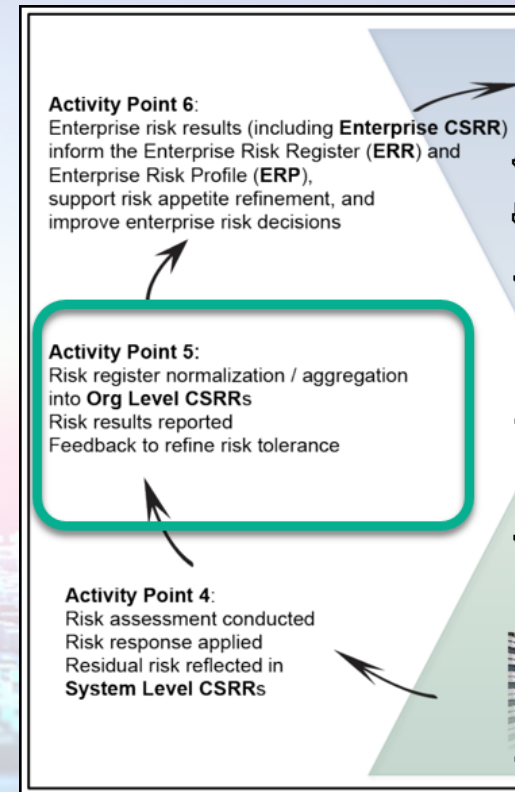 Activity Point 6:
Enterprise risk results (including Enterprise CSRR)
inform the Enterprise Risk Register (ERR) and
Enterprise Risk Profile (ERP),
support risk appetite refinement, and
improve enterprise risk decisions
Activity Point 5:
Risk register normalization / aggregation
into Org Level CSRRs
Risk results reported
Feedback to refine risk tolerance
Activity Point 4:
Risk assessment conducted
Risk response applied
Residual risk reflected in
System Level CSRRs